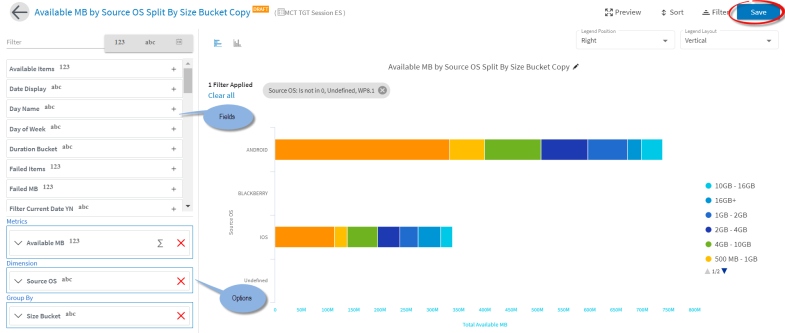 Available MB by Source OS Split By Size Bucket Copy DRAFT ( MCT TGT Session ES )
Preview Sort Filter Save
Filter 123 abc
Legend Position Right Legend Layout Vertical
Available MB by Source OS Split By Size Bucket Copy
Available Items 123 +
Date Display abc +
Day Name abc +
Day of Week abc +
Duration Bucket abc +
Failed Items 123 +
Failed MB 123 +
Filter Current Date YN abc +
Metrics
Available MB 123 Σ
Dimension
Source OS abc
Group By
Size Bucket abc
1 Filter Applied
Clear all
Source OS: Is not in 0, Undefined, WP8.1
Fields
Options
Source OS
ANDROID
BLACKBERRY
IOS
Undefined
0 50M 100M 150M 200M 250M 300M 350M 400M 450M 500M 550M 600M 650M 700M 750M 800M
Total Available MB
10GB - 16GB
16GB+
1GB - 2GB
2GB - 4GB
4GB - 10GB
500 MB - 1GB
1/2